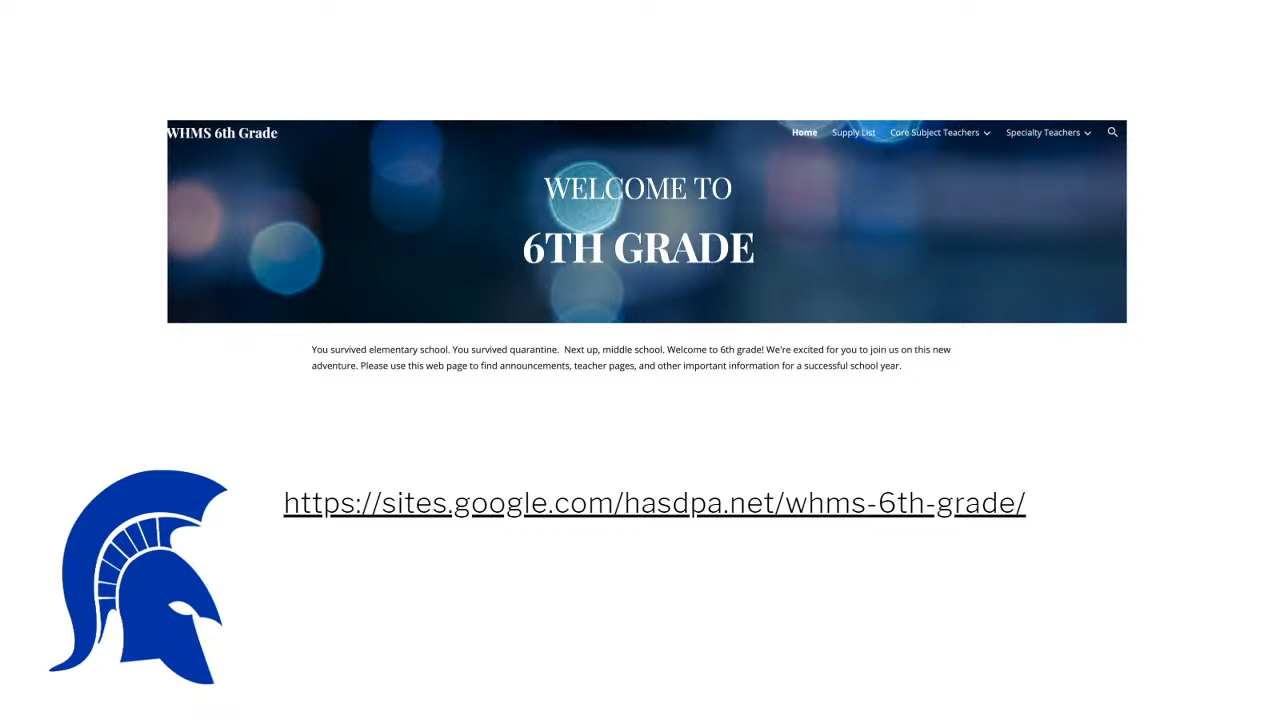 WHMS 6th Grade
Home Supply List Core Subject Teachers Specialty Teachers
WELCOME TO
6TH GRADE
You survived elementary school. You survived quarantine. Next up, middle school. Welcome to 6th grade! We're excited for you to join us on this new
adventure. Please use this web page to find announcements, teacher pages, and other important information for a successful school year.
https://sites.google.com/hasdpa.net/whms-6th-grade/